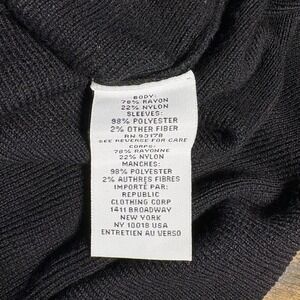 BODY:
78% RAYON
22% NYLON
SLEEVES:
98% POLYESTER
2% OTHER FIBER
RN 93178
SEE REVERSE FOR CARE
CORPS:
78% RAYONNE
22% NYLON
MANCHES:
98% POLYESTER
2% AUTHRES FIBRES
IMPORTÉ PAR:
REPUBLIC
CLOTHING CORP
1411 BROADWAY
NEW YORK
NY 10018 USA
ENTRETIEN AU VERSO